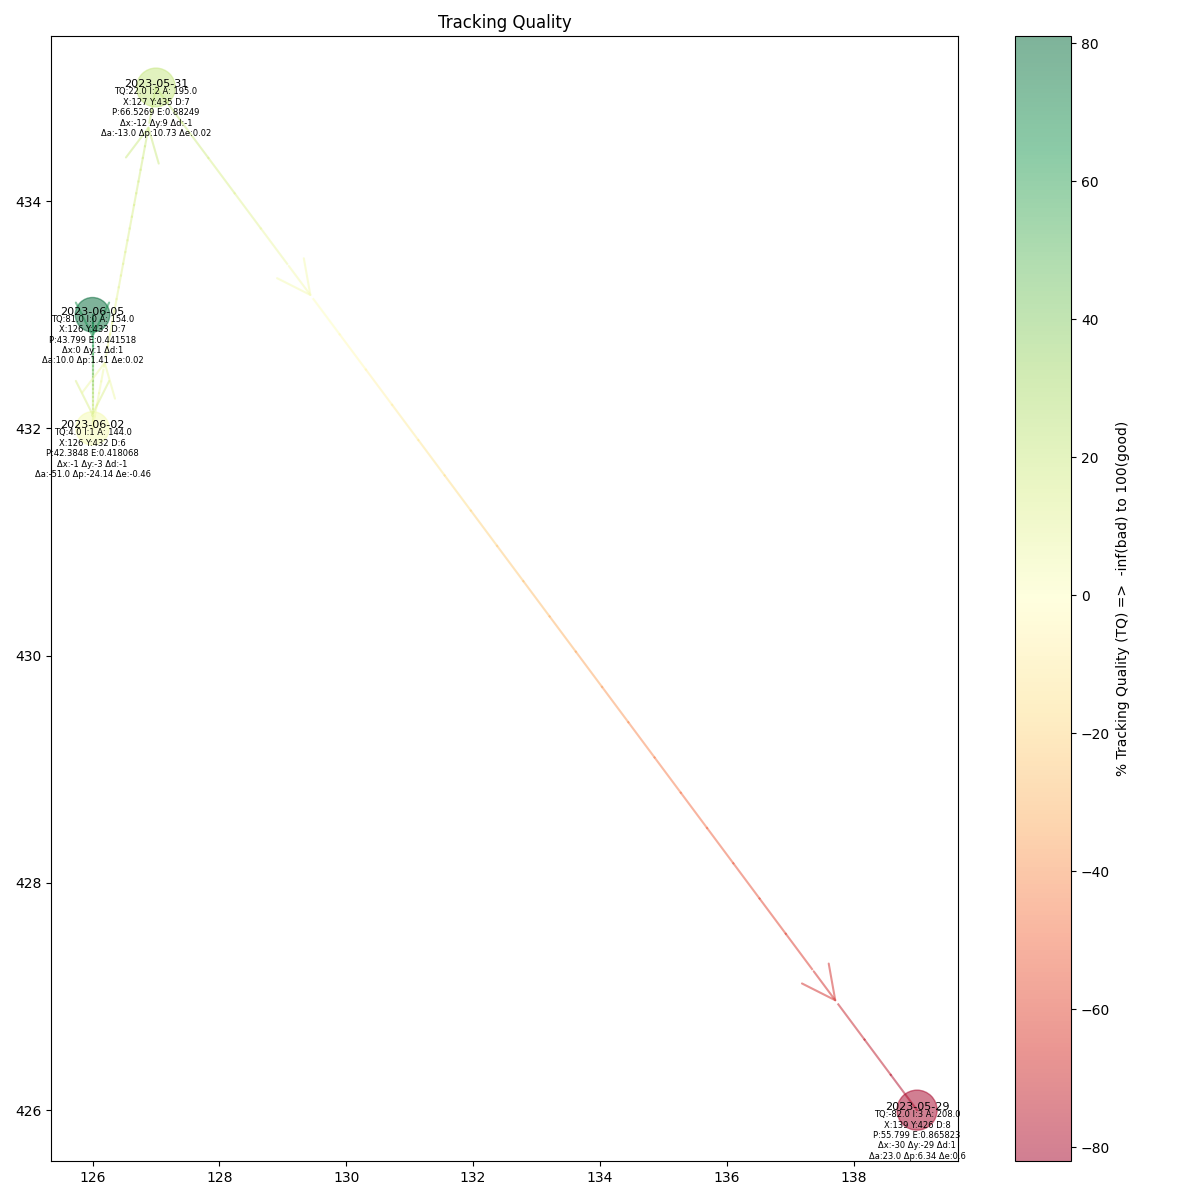 Tracking Quality
2023-05-31
TQ:22.0 I:2 A: 195.0
X:127 Y:435 D:7
P:66.5269 E:0.88249
Δx:-12 Δy:9 Δd:-1
Δa:-13.0 Δp:10.73 Δe:0.02
2023-06-05
TQ:81.0 I:0 A: 154.0
X:126 Y:433 D:7
P:43.799 E:0.441518
Δx:0 Δy:1 Δd:1
Δa:10.0 Δp:1.41 Δe:0.02
2023-06-02
TQ:4.0 I:1 A: 144.0
X:126 Y:432 D:6
P:42.3848 E:0.418068
Δx:-1 Δy:-3 Δd:-1
Δa:-51.0 Δp:-24.14 Δe:-0.46
2023-05-29
TQ:-82.0 I:3 A: 208.0
X:139 Y:426 D:8
P:55.799 E:0.865823
Δx:-30 Δy:-29 Δd:1
Δa:23.0 Δp:6.34 Δe:0.6
434
432
430
428
426
126
128
130
132
134
136
138
80
60
40
20
0
−20
−40
−60
−80
% Tracking Quality (TQ) => -inf(bad) to 100(good)